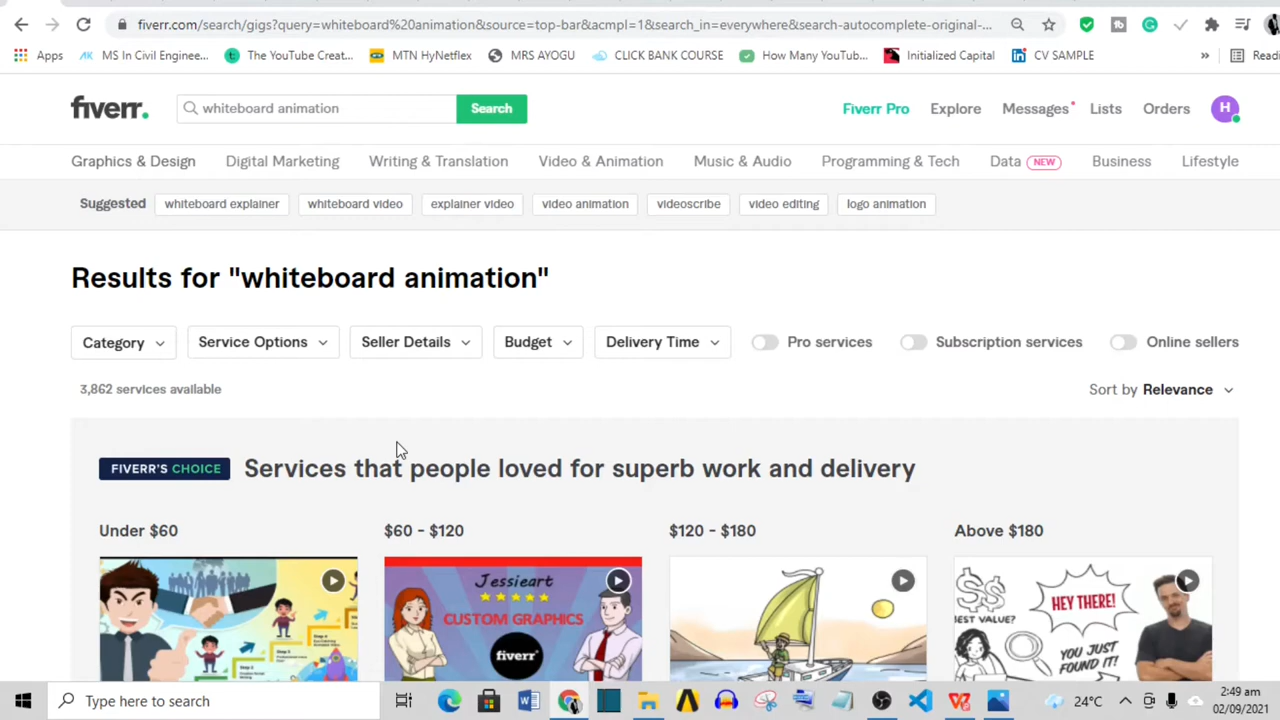 fiverr.com/search/gigs?query=whiteboard%20animation&source=top-bar&acmpl=1&search_in=everywhere&search-autocomplete-original-...
Apps
MS In Civil Enginee...
The YouTube Creat...
MTN HyNetflex
MRS AYOGU
CLICK BANK COURSE
How Many YouTub...
Initialized Capital
CV SAMPLE
»
Readi
fiverr.
whiteboard animation
Search
Fiverr Pro
Explore
Messages
Lists
Orders
H
Graphics & Design
Digital Marketing
Writing & Translation
Video & Animation
Music & Audio
Programming & Tech
Data NEW
Business
Lifestyle
Suggested
whiteboard explainer
whiteboard video
explainer video
video animation
videoscribe
video editing
logo animation
Results for "whiteboard animation"
Category
Service Options
Seller Details
Budget
Delivery Time
Pro services
Subscription services
Online sellers
3,862 services available
Sort by Relevance
FIVERR'S CHOICE
Services that people loved for superb work and delivery
Under $60
$60 - $120
$120 - $180
Above $180
Jessieart
CUSTOM GRAPHICS
fiverr
BEST VALUE?
HEY THERE!
YOU JUST
FOUND IT!
Type here to search
24°C
2:49 am
02/09/2021